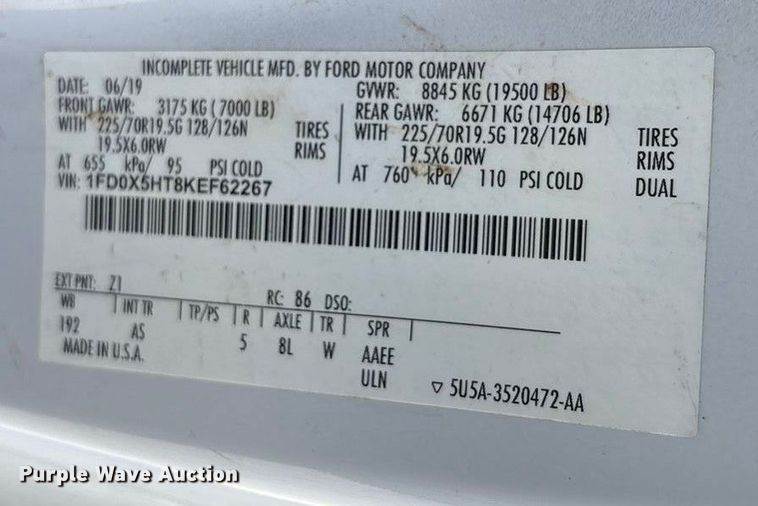 INCOMPLETE VEHICLE MFD. BY FORD MOTOR COMPANY
DATE: 06/19
GVWR: 8845 KG (19500 LB)
FRONT GAWR: 3175 KG ( 7000 LB)
REAR GAWR: 6671 KG (14706 LB)
WITH 225/70R19.5G 128/126N TIRES
WITH 225/70R19.5G 128/126N TIRES
19.5X6.0RW RIMS
19.5X6.0RW RIMS
AT 655 kPa/ 95 PSI COLD
AT 760 kPa/ 110 PSI COLD DUAL
VIN: 1FD0X5HT8KEF62267
EXT PNT: Z1
RC: 86 DSO:
WB INT TR TP/PS R AXLE TR SPR
192 AS 5 8L W AAEE
MADE IN U.S.A.
ULN
5U5A-3520472-AA
Purple Wave Auction